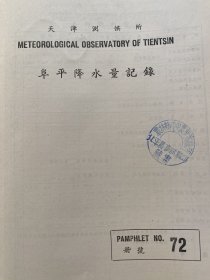 天津測候所
METEOROLOGICAL OBSERVATORY OF TIENTSIN
阜平降水量記錄
PAMPHLET NO. 72
冊號